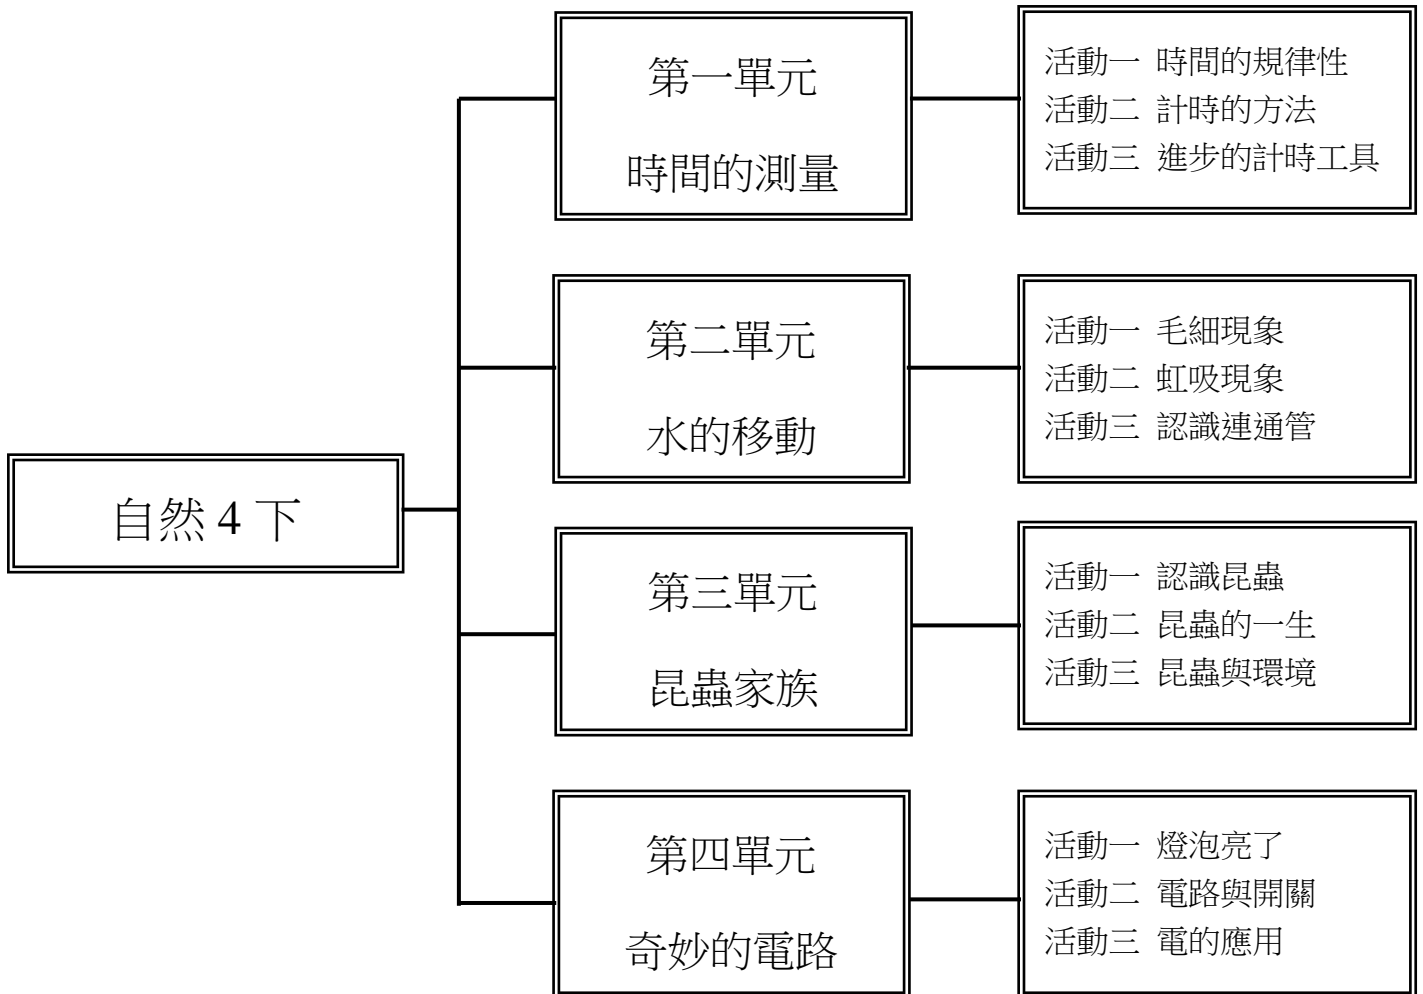 第一單元
時間的測量
活動一 時間的規律性
活動二 計時的方法
活動三 進步的計時工具
第二單元
水的移動
活動一 毛細現象
活動二 虹吸現象
活動三 認識連通管
自然 4 下
第三單元
昆蟲家族
活動一 認識昆蟲
活動二 昆蟲的一生
活動三 昆蟲與環境
第四單元
奇妙的電路
活動一 燈泡亮了
活動二 電路與開關
活動三 電的應用